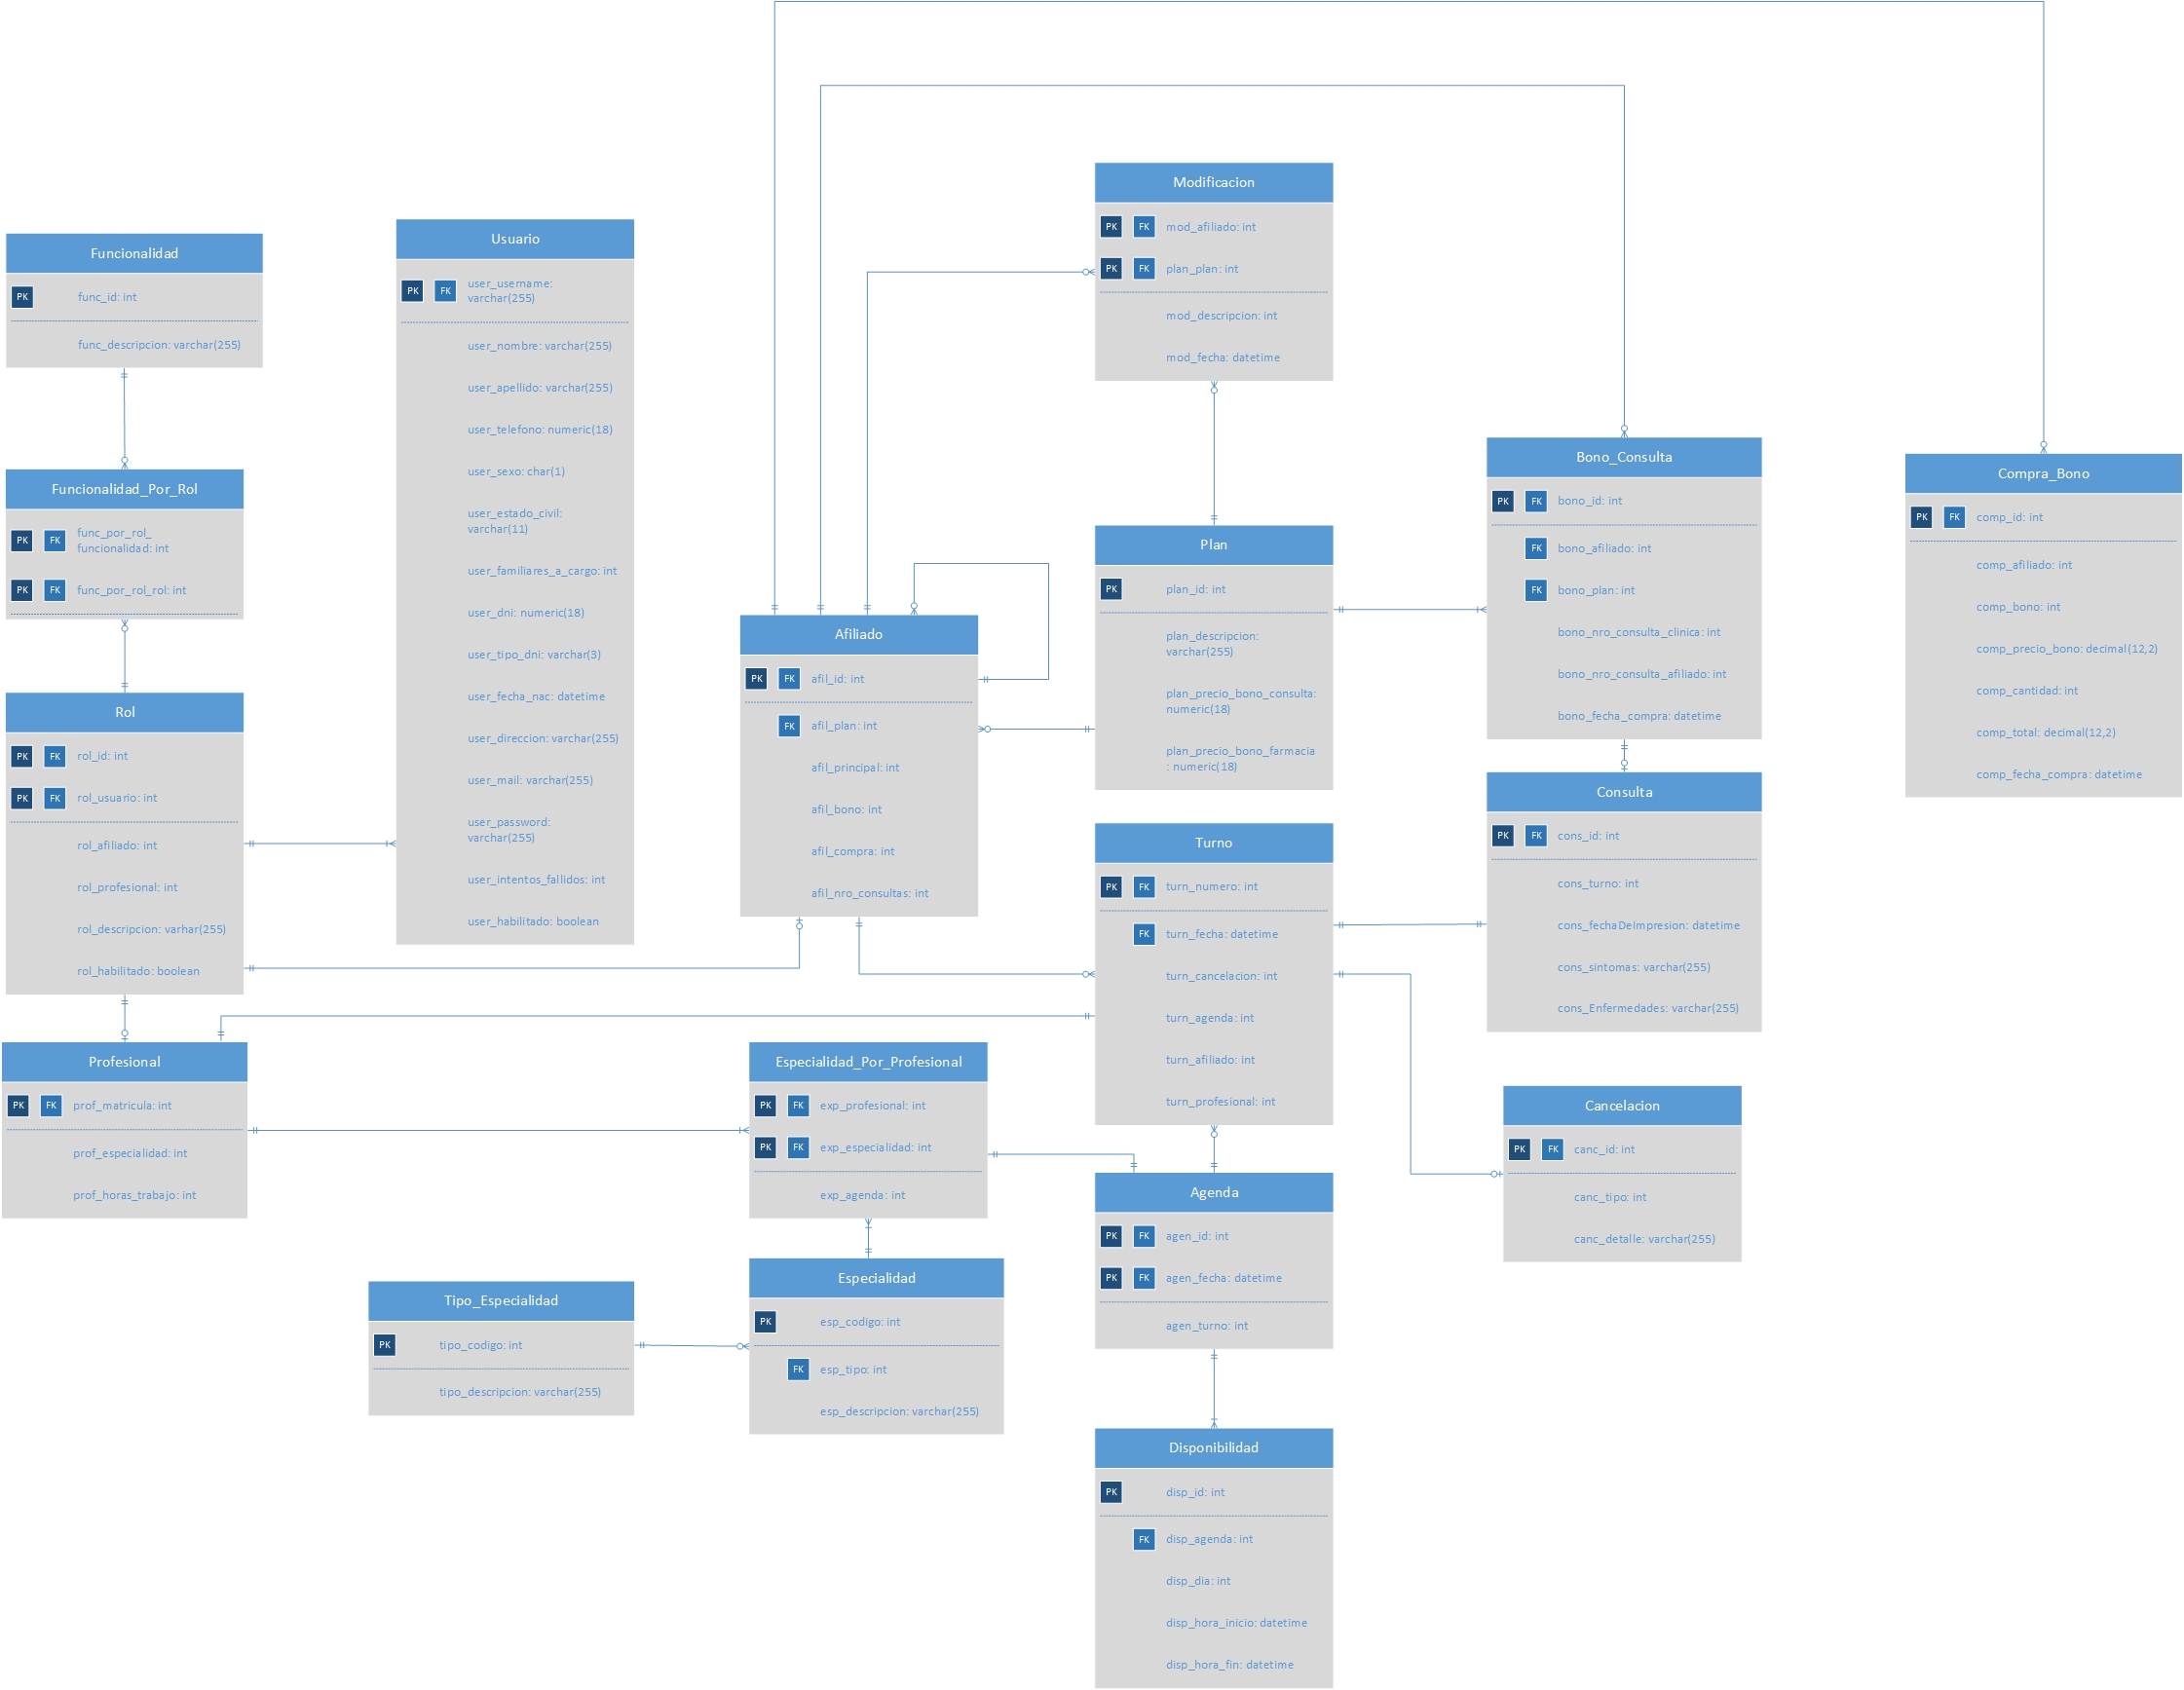 Funcionalidad
PK func_id: int
func_descripcion: varchar(255)
Funcionalidad_Por_Rol
PK FK func_por_rol_
funcionalidad: int
PK FK func_por_rol_rol: int
Rol
PK FK rol_id: int
PK FK rol_usuario: int
rol_afiliado: int
rol_profesional: int
rol_descripcion: varhar(255)
rol_habilitado: boolean
Profesional
PK FK prof_matricula: int
prof_especialidad: int
prof_horas_trabajo: int
Usuario
PK FK user_username:
varchar(255)
user_nombre: varchar(255)
user_apellido: varchar(255)
user_telefono: numeric(18)
user_sexo: char(1)
user_estado_civil:
varchar(11)
user_familiares_a_cargo: int
user_dni: numeric(18)
user_tipo_dni: varchar(3)
user_fecha_nac: datetime
user_direccion: varchar(255)
user_mail: varchar(255)
user_password:
varchar(255)
user_intentos_fallidos: int
user_habilitado: boolean
Tipo_Especialidad
PK tipo_codigo: int
tipo_descripcion: varchar(255)
Afiliado
PK FK afil_id: int
FK afil_plan: int
afil_principal: int
afil_bono: int
afil_compra: int
afil_nro_consultas: int
Especialidad_Por_Profesional
PK FK exp_profesional: int
PK FK exp_especialidad: int
exp_agenda: int
Especialidad
PK esp_codigo: int
FK esp_tipo: int
esp_descripcion: varchar(255)
Modificacion
PK FK mod_afiliado: int
PK FK plan_plan: int
mod_descripcion: int
mod_fecha: datetime
Plan
PK plan_id: int
plan_descripcion:
varchar(255)
plan_precio_bono_consulta:
numeric(18)
plan_precio_bono_farmacia
: numeric(18)
Turno
PK FK turn_numero: int
FK turn_fecha: datetime
turn_cancelacion: int
turn_agenda: int
turn_afiliado: int
turn_profesional: int
Agenda
PK FK agen_id: int
PK FK agen_fecha: datetime
agen_turno: int
Disponibilidad
PK disp_id: int
FK disp_agenda: int
disp_dia: int
disp_hora_inicio: datetime
disp_hora_fin: datetime
Bono_Consulta
PK FK bono_id: int
FK bono_afiliado: int
FK bono_plan: int
bono_nro_consulta_clinica: int
bono_nro_consulta_afiliado: int
bono_fecha_compra: datetime
Consulta
PK FK cons_id: int
cons_turno: int
cons_fechaDeImpresion: datetime
cons_sintomas: varchar(255)
cons_Enfermedades: varchar(255)
Cancelacion
PK FK canc_id: int
canc_tipo: int
canc_detalle: varchar(255)
Compra_Bono
PK FK comp_id: int
comp_afiliado: int
comp_bono: int
comp_precio_bono: decimal(12,2)
comp_cantidad: int
comp_total: decimal(12,2)
comp_fecha_compra: datetime